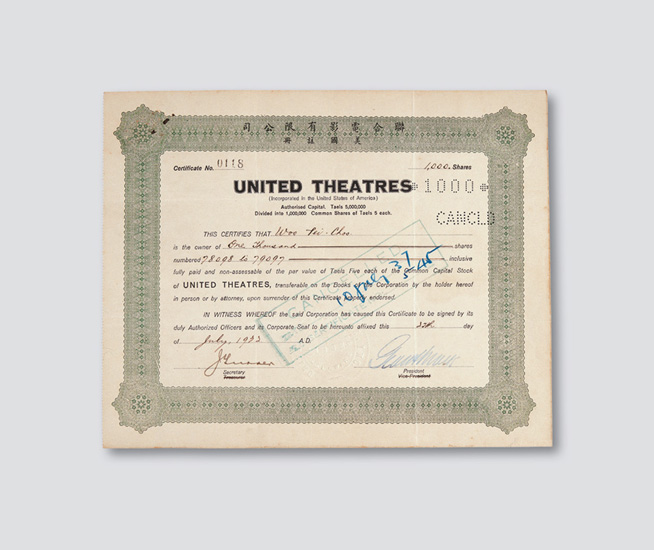 聯合電影有限公司
美國註冊
Certificate No. 0118
1,000. Shares
UNITED THEATRES
1000
(Incorporated in the United States of America)
Authorised Capital, Taels 5,000,000
Divided into 1,000,000 Common Shares of Taels 5 each.
CANCLD
THIS CERTIFIES THAT Woo
is the owner of One Thousand shares
numbered 78098 to 79097 inclusive
fully paid and non-assessable of the par value of Taels Five each of the Common Capital Stock
of UNITED THEATRES, transferable on the Books of the Corporation by the holder hereof
in person or by attorney, upon surrender of this Certificate properly endorsed.
CANCELLED
10 37
IN WITNESS WHEREOF the said Corporation has caused this Certificate to be signed by its
duly Authorized Officers and its Corporate Seal to be hereunto affixed this day
of July, 1933 A.D.
Secretary
Treasurer
President
Vice-President